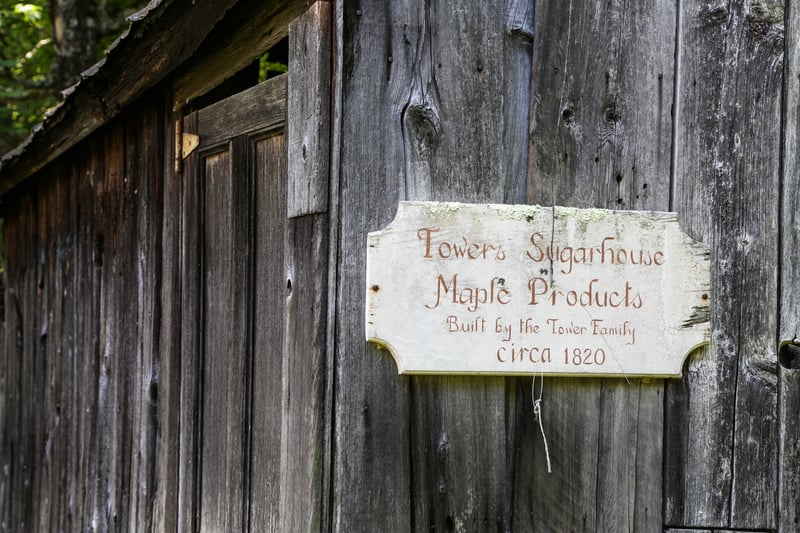 Towers Sugarhouse
Maple Products
Built by the Tower Family
circa 1820